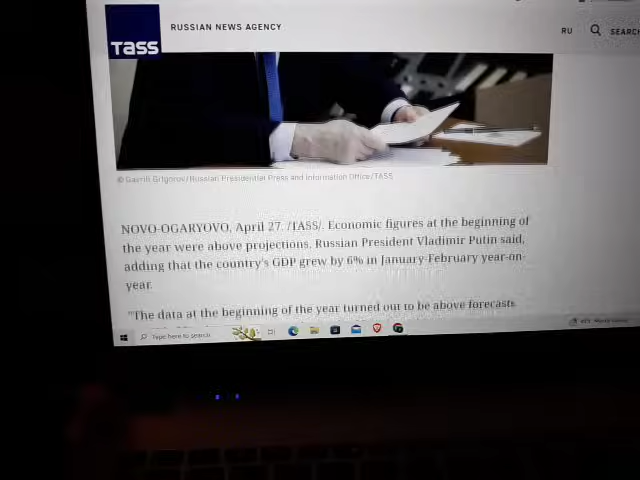 TASS
RUSSIAN NEWS AGENCY
RU
SEARCH
© Gavriil Grigorov/Russian Presidential Press and Information Office/TASS
NOVO-OGARYOVO, April 27. /TASS/. Economic figures at the beginning of
the year were above projections, Russian President Vladimir Putin said,
adding that the country's GDP grew by 6% in January-February year-on-
year.
"The data at the beginning of the year turned out to be above forecasts.
Type here to search